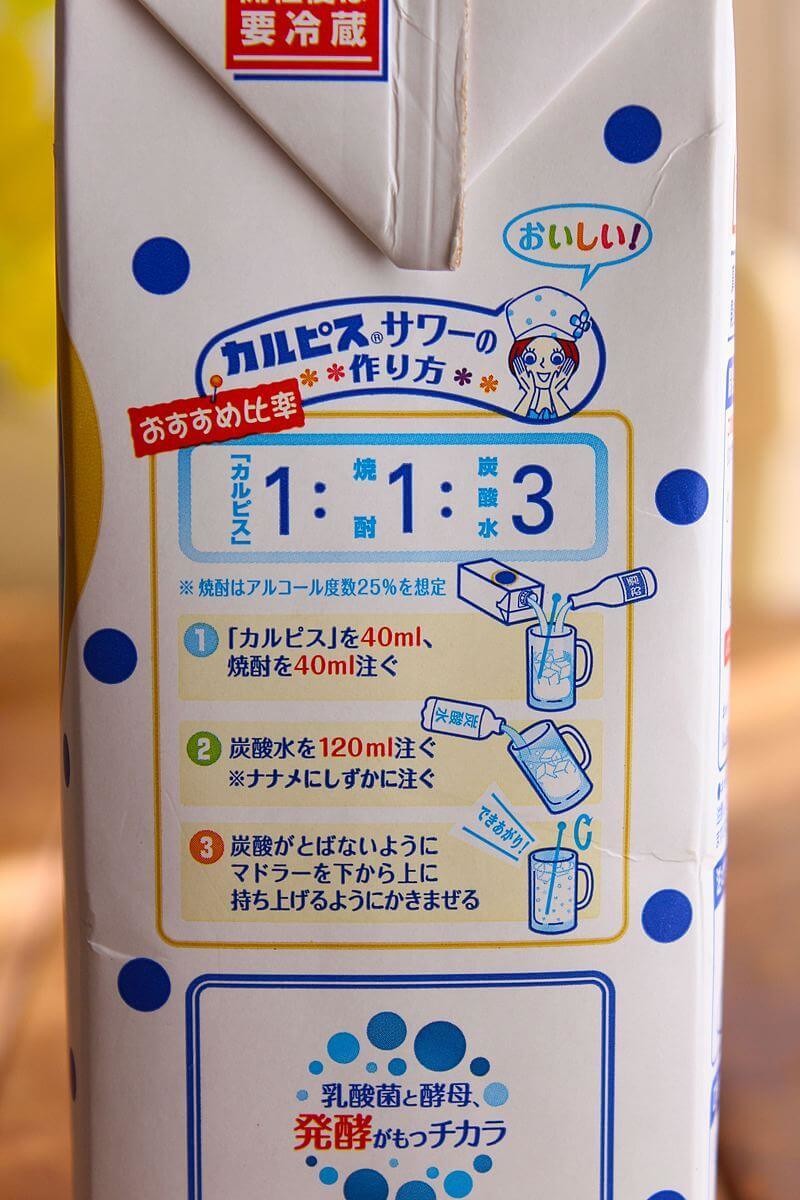 要冷蔵
おいしい!
カルピス®サワーの
作り方
おすすめ比率
「カルピス」1:焼酎1:炭酸水3
※焼酎はアルコール度数25%を想定
1 「カルピス」を40ml、
焼酎を40ml注ぐ
炭酸水
2 炭酸水を120ml注ぐ
※ナナメにしずかに注ぐ
できあがり!
3 炭酸がとばないように
マドラーを下から上に
持ち上げるようにかきまぜる
乳酸菌と酵母、
発酵がもつチカラ